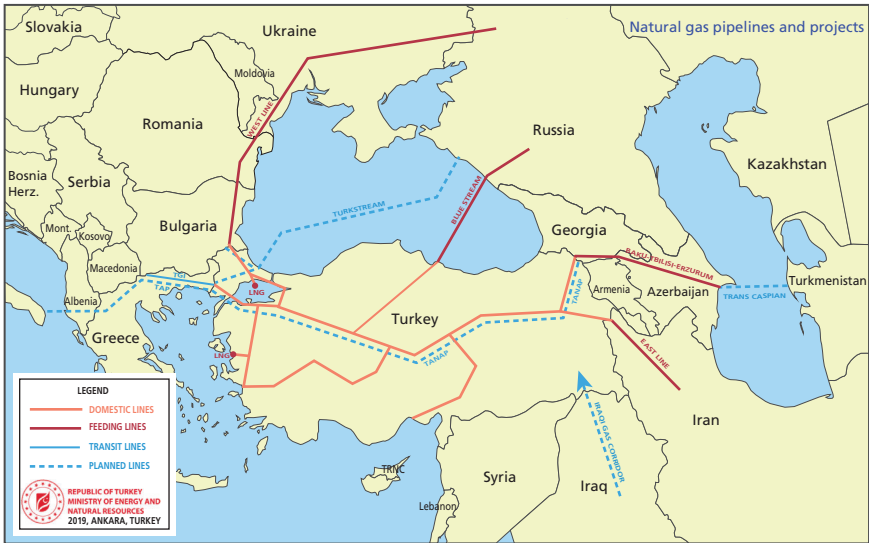 Natural gas pipelines and projects
Slovakia
Ukraine
Hungary
Moldovia
Romania
WEST LINE
Russia
Kazakhstan
Bosnia
Herz.
Serbia
TURKSTREAM
BLUE STREAM
Bulgaria
Mont.
Kosovo
Georgia
BAKU-TBILISI-ERZURUM
Macedonia
TGI
TAP
LNG
Albenia
TANAP
Armenia
Azerbaijan
Turkmenistan
TRANS CASPIAN
Greece
Turkey
LNG
TANAP
EAST LINE
Iran
IRAQI GAS CORRIDOR
TRNC
Syria
Iraq
Lebanon
LEGEND
DOMESTIC LINES
FEEDING LINES
TRANSIT LINES
PLANNED LINES
REPUBLIC OF TURKEY
MINISTRY OF ENERGY AND
NATURAL RESOURCES
2019, ANKARA, TURKEY